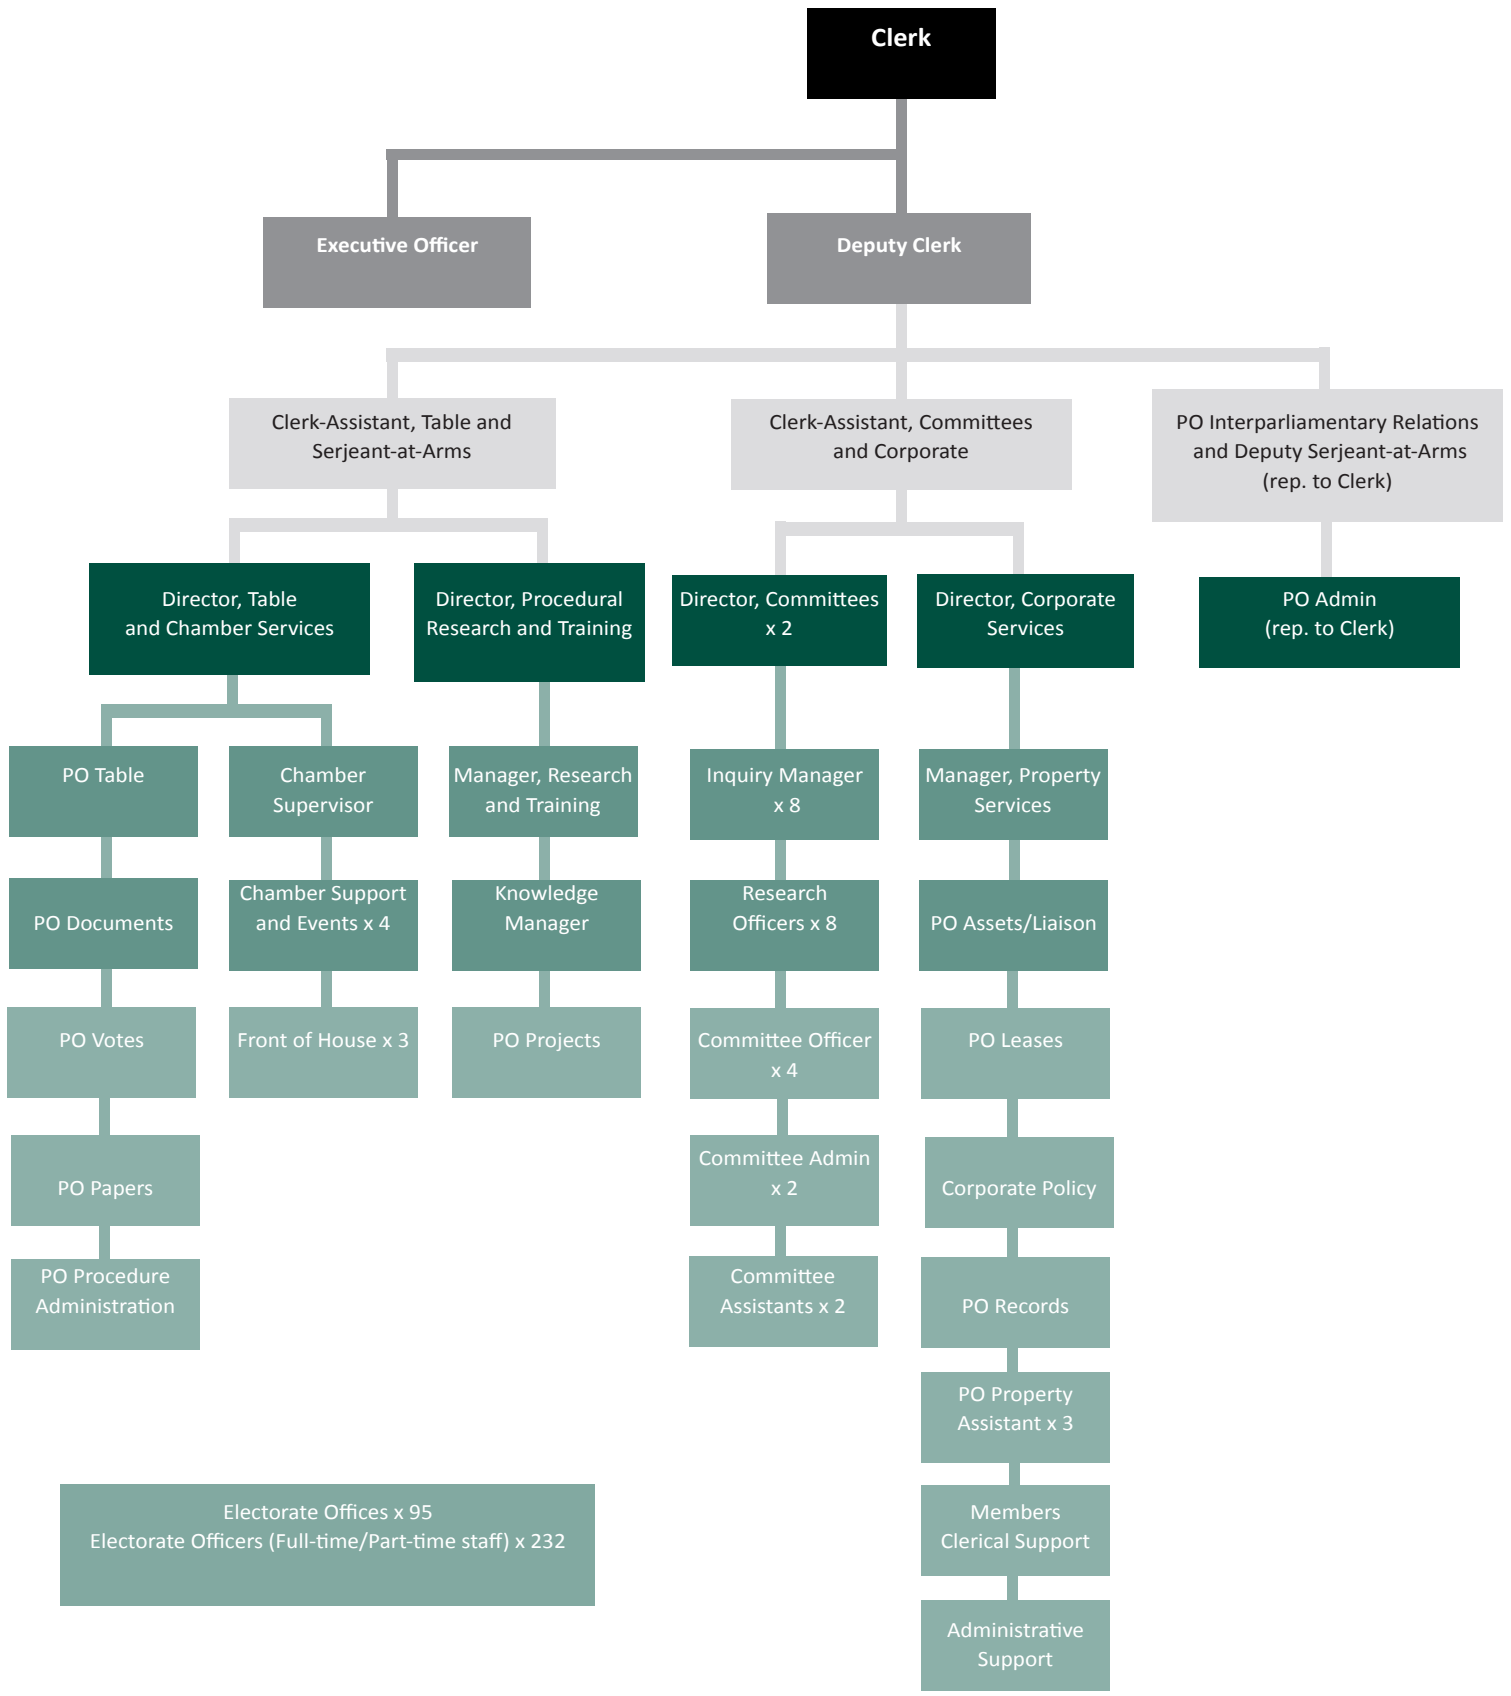 Clerk
Executive Officer
Deputy Clerk
Clerk-Assistant, Table and
Serjeant-at-Arms
Clerk-Assistant, Committees
and Corporate
PO Interparliamentary Relations
and Deputy Serjeant-at-Arms
(rep. to Clerk)
Director, Table
and Chamber Services
Director, Procedural
Research and Training
Director, Committees
x 2
Director, Corporate
Services
PO Admin
(rep. to Clerk)
PO Table
Chamber
Supervisor
Manager, Research
and Training
Inquiry Manager
x 8
Manager, Property
Services
PO Documents
Chamber Support
and Events x 4
Knowledge
Manager
Research
Officers x 8
PO Assets/Liaison
PO Votes
Front of House x 3
PO Projects
Committee Officer
x 4
PO Leases
PO Papers
Committee Admin
x 2
Corporate Policy
PO Procedure
Administration
Committee
Assistants x 2
PO Records
PO Property
Assistant x 3
Electorate Offices x 95
Electorate Officers (Full-time/Part-time staff) x 232
Members
Clerical Support
Administrative
Support